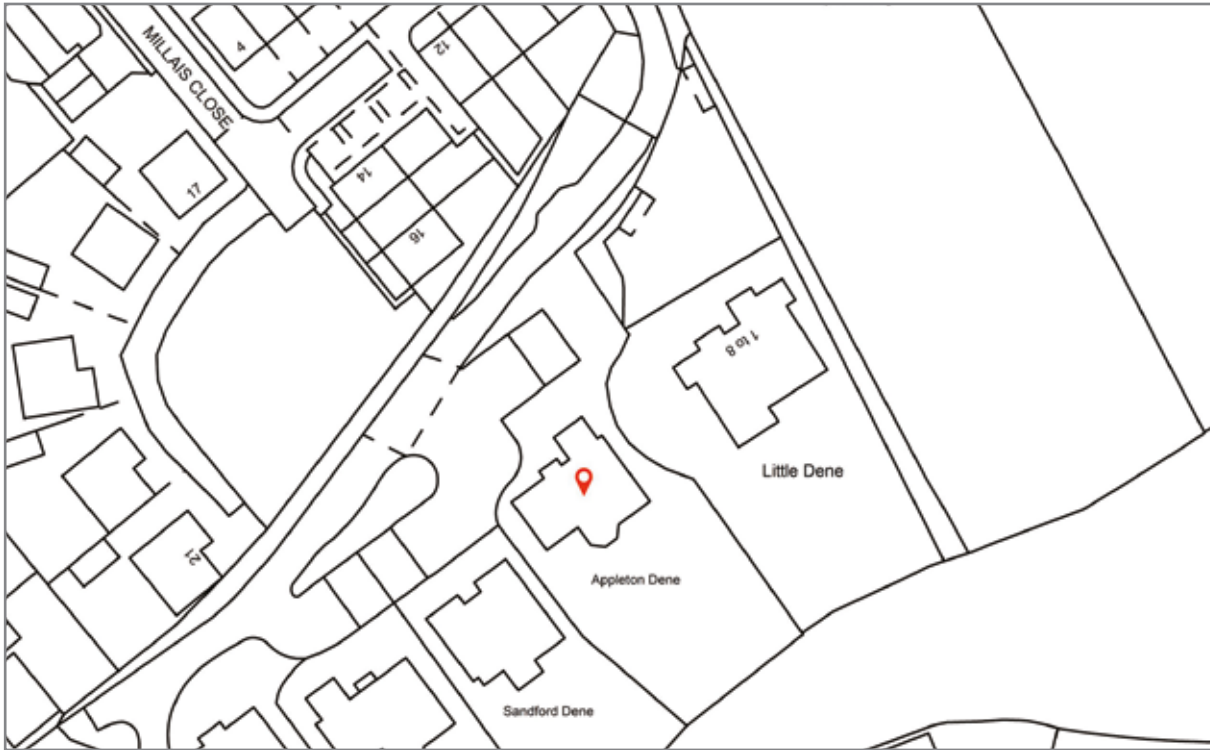 4
12
MILLAIS CLOSE
14
17
16
1 to 8
Little Dene
21
Appleton Dene
Sandford Dene